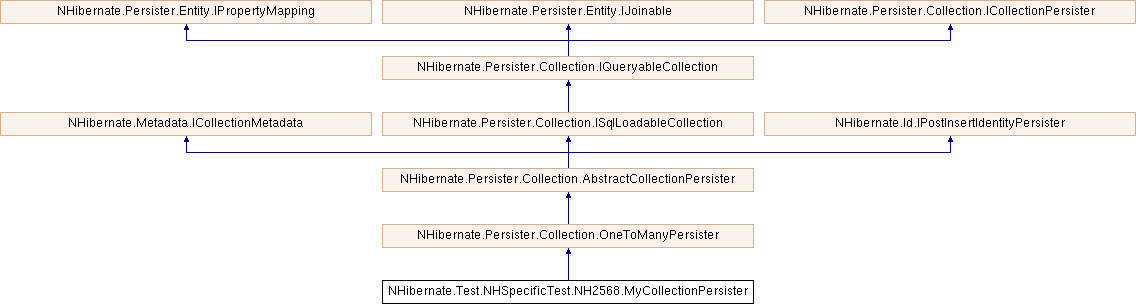 NHibernate.Persister.Entity.IPropertyMapping
NHibernate.Persister.Entity.IJoinable
NHibernate.Persister.Collection.ICollectionPersister
NHibernate.Persister.Collection.IQueryableCollection
NHibernate.Metadata.ICollectionMetadata
NHibernate.Persister.Collection.ISqlLoadableCollection
NHibernate.Id.IPostInsertIdentityPersister
NHibernate.Persister.Collection.AbstractCollectionPersister
NHibernate.Persister.Collection.OneToManyPersister
NHibernate.Test.NHSpecificTest.NH2568.MyCollectionPersister